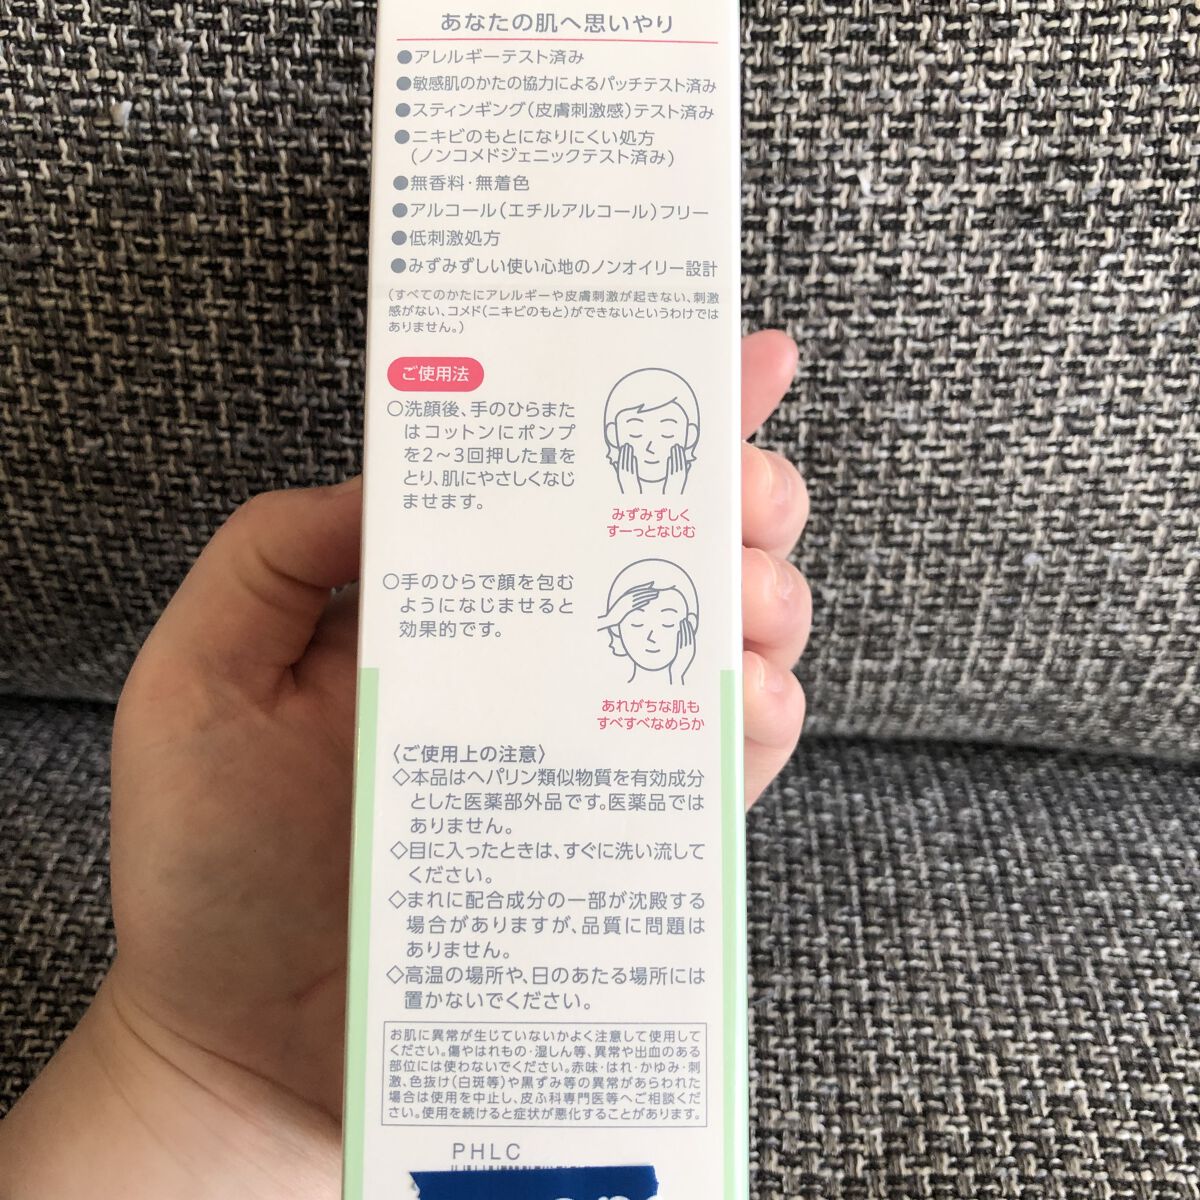 あなたの肌へ思いやり
●アレルギーテスト済み
●敏感肌のかたの協力によるパッチテスト済み
●スティンギング(皮膚刺激感)テスト済み
●ニキビのもとになりにくい処方
(ノンコメドジェニックテスト済み)
●無香料・無着色
●アルコール(エチルアルコール)フリー
●低刺激処方
●みずみずしい使い心地のノンオイリー設計
(すべてのかたにアレルギーや皮膚刺激が起きない、刺激
感がない、コメド(ニキビのもと)ができないというわけでは
ありません。)
ご使用法
○洗顔後、手のひらまた
はコットンにポンプ
を2～3回押した量を
とり、肌にやさしくなじ
ませます。
みずみずしく
すーっとなじむ
○手のひらで顔を包む
ようになじませると
効果的です。
あれがちな肌も
すべすべなめらか
〈ご使用上の注意〉
◇本品はヘパリン類似物質を有効成分
とした医薬部外品です。医薬品では
ありません。
◇目に入ったときは、すぐに洗い流して
ください。
◇まれに配合成分の一部が沈殿する
場合がありますが、品質に問題は
ありません。
◇高温の場所や、日のあたる場所には
置かないでください。
お肌に異常が生じていないかよく注意して使用して
ください。傷やはれもの・湿しん等、異常や出血のある
部位には使わないでください。赤味・はれ・かゆみ・刺
激、色抜け(白斑等)や黒ずみ等の異常があらわれた
場合は使用を中止し、皮ふ科専門医等へご相談くだ
さい。使用を続けると症状が悪化することがあります。
PHLC